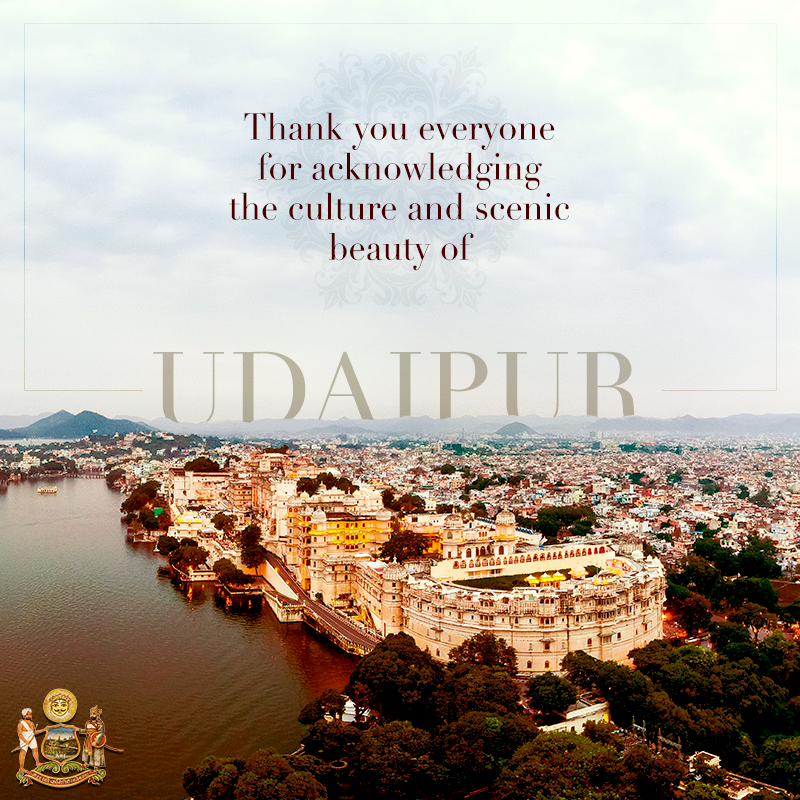 Thank you everyone
for acknowledging
the culture and scenic
beauty of
UDAIPUR